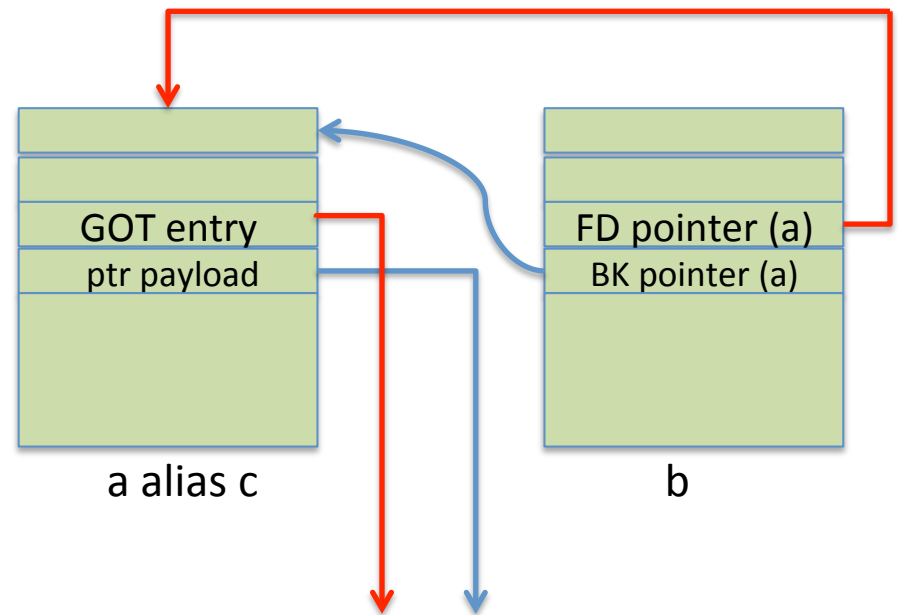 GOT entry
ptr payload
FD pointer (a)
BK pointer (a)
a alias c
b